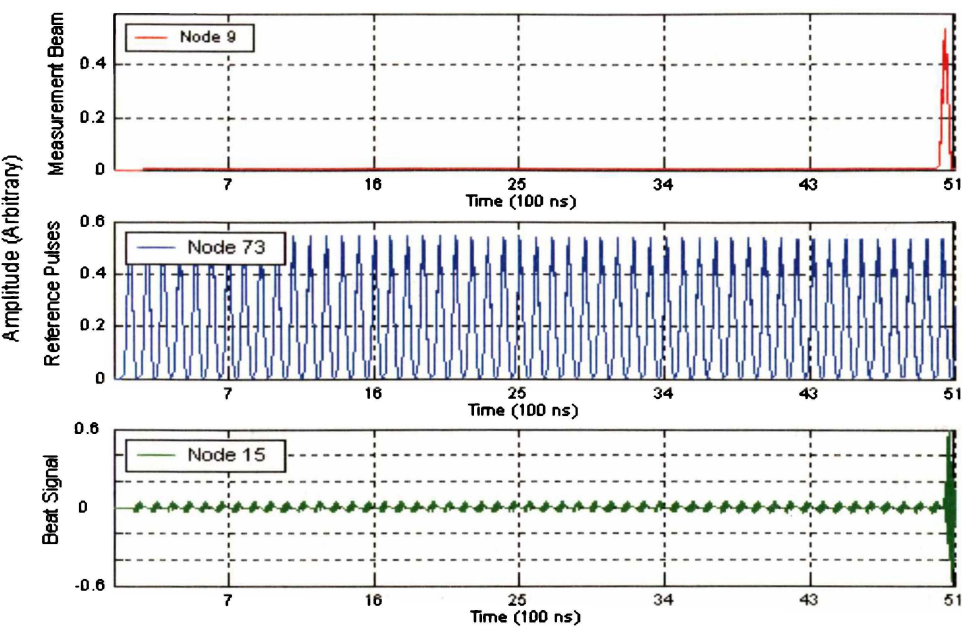 Amplitude (Arbitrary)
Measurement Beam
Node 9
0.4
0.2
0
7 16 25 34 43 51
Time (100 ns)
Reference Pulses
Node 73
0.6
0.4
0.2
0
7 16 25 34 43 51
Time (100 ns)
Beat Signal
Node 15
0.6
0
-0.6
7 16 25 34 43 51
Time (100 ns)